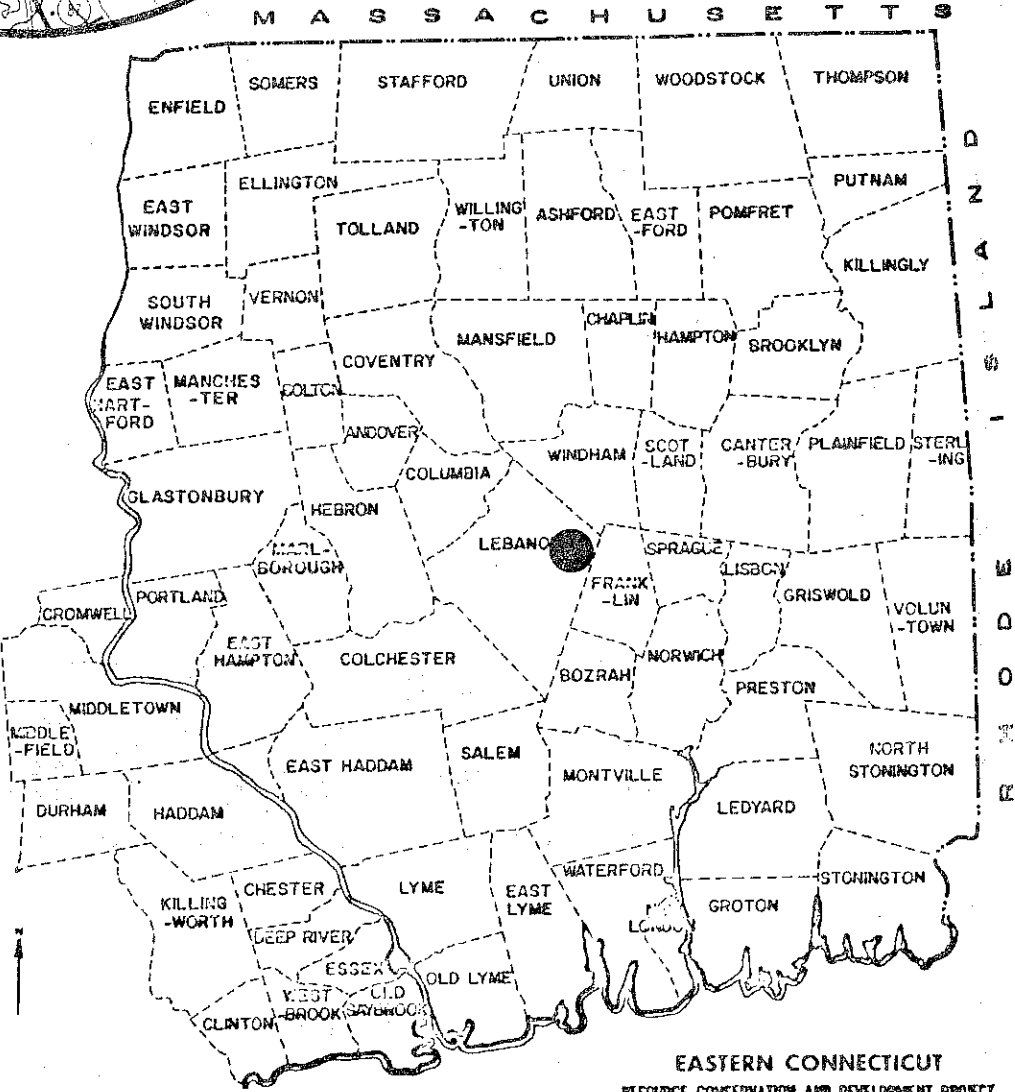 MASSACHUSETTS
SOMERS
STAFFORD
UNION
WOODSTOCK
THOMPSON
ENFIELD
ELLINGTON
PUTNAM
EAST
WINDSOR
TOLLAND
WILLING
-TON
ASHFORD
EAST
-FORD
POMFRET
KILLINGLY
SOUTH
WINDSOR
VERNON
MANSFIELD
CHAPLIN
HAMPTON
BROOKLYN
COVENTRY
EAST
HART-
FORD
MANCHES
-TER
BOLTON
ANDOVER
COLUMBIA
WINDHAM
SCOT
-LAND
CANTER
-BURY
PLAINFIELD
STERL
-ING
GLASTONBURY
HEBRON
MARL-
BOROUGH
LEBANO
FRANK
-LIN
SPRAGUE
LISBON
GRISWOLD
VOLUN
-TOWN
CROMWELL
PORTLAND
EAST
HAMPTON
COLCHESTER
BOZRAH
NORWICH
PRESTON
MIDDLETOWN
MIDDLE
-FIELD
EAST HADDAM
SALEM
MONTVILLE
NORTH
STONINGTON
DURHAM
HADDAM
LEDYARD
KILLING
-WORTH
CHESTER
LYME
EAST
LYME
WATERFORD
GROTON
STONINGTON
DEEP RIVER
LONDON
ESSEX
OLD LYME
CLINTON
WEST
-BROOK
OLD
SAYBROOK
RHODE ISLAND
N
EASTERN CONNECTICUT
RESOURCE CONSERVATION AND DEVELOPMENT PROJECT